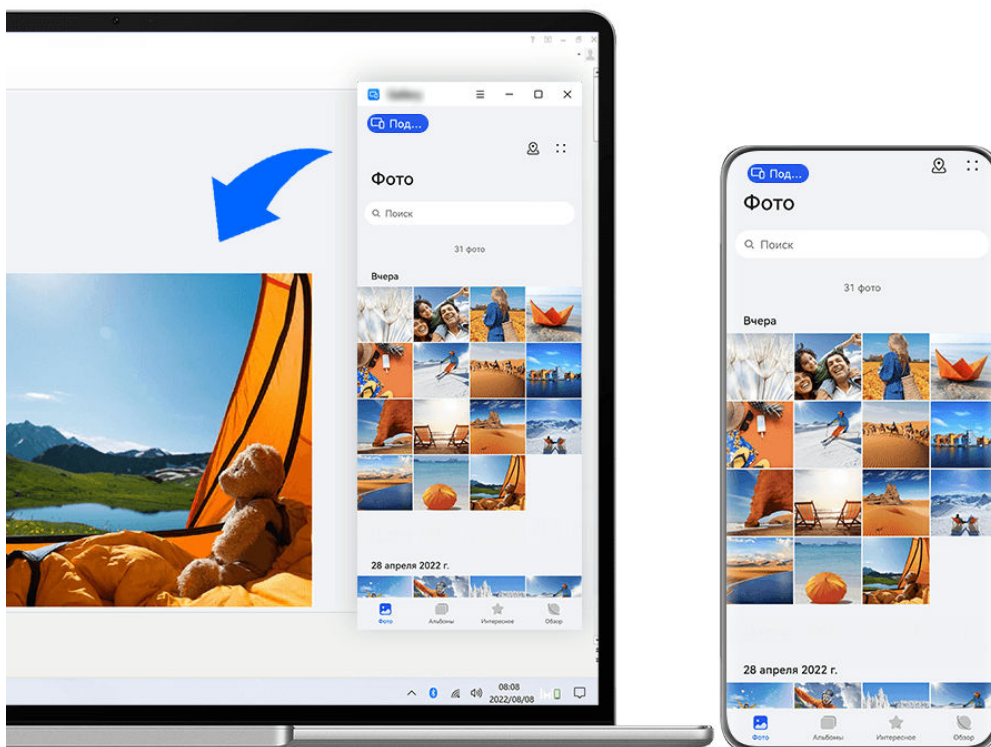 Под...
Фото
Поиск
31 фото
Вчера
28 апреля 2022 г.
Фото
Альбомы
Интересное
Обзор
08:08
2022/08/08
Под...
Фото
Поиск
31 фото
Вчера
28 апреля 2022 г.
Фото
Альбомы
Интересное
Обзор